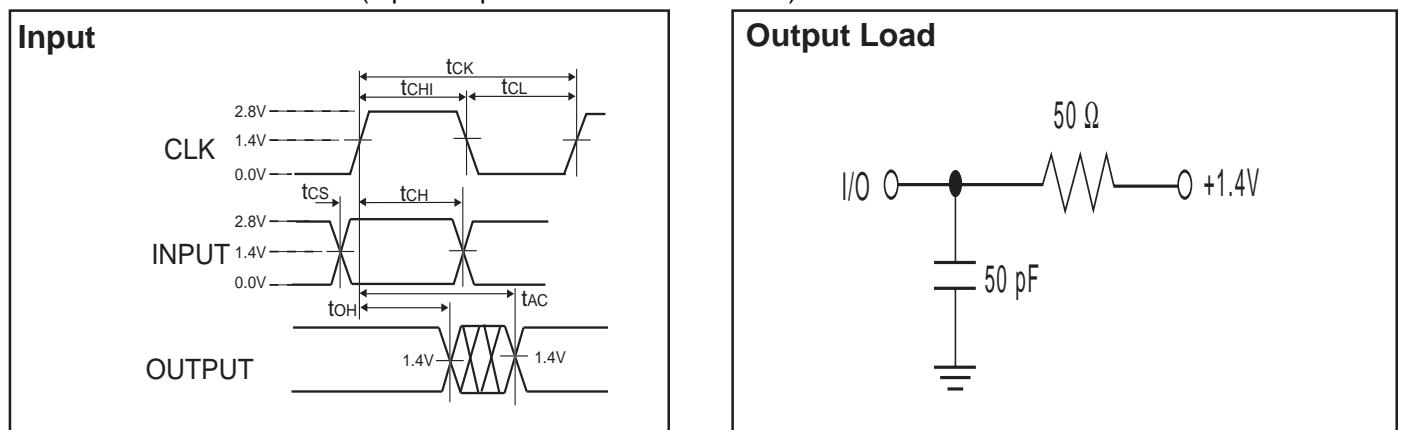 Input
tCK
tCHI
tCL
2.8V
CLK
1.4V
0.0V
tCS
tCH
2.8V
INPUT
1.4V
0.0V
tOH
tAC
OUTPUT
1.4V
1.4V
Output Load
50 Ω
I/O
+1.4V
50 pF